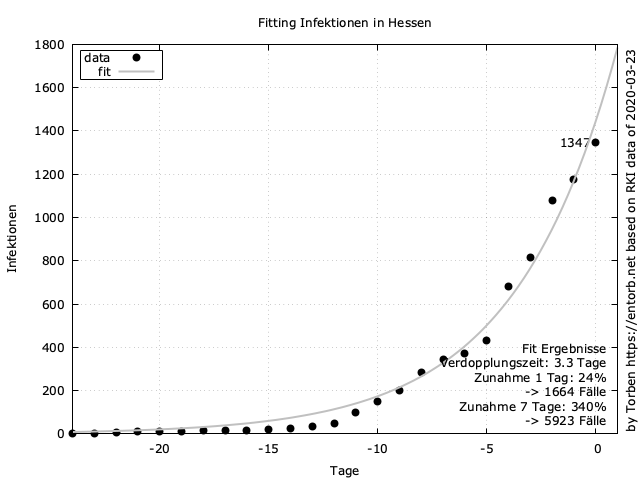 Fitting Infektionen in Hessen
1800
1600
1400
1200
1000
800
600
400
200
0
Infektionen
data
fit
1347
Fit Ergebnisse
Verdopplungszeit: 3.3 Tage
Zunahme 1 Tag: 24%
-> 1664 Fälle
Zunahme 7 Tage: 340%
-> 5923 Fälle
-20
-15
-10
-5
0
Tage
by Torben https://entorb.net based on RKI data of 2020-03-23